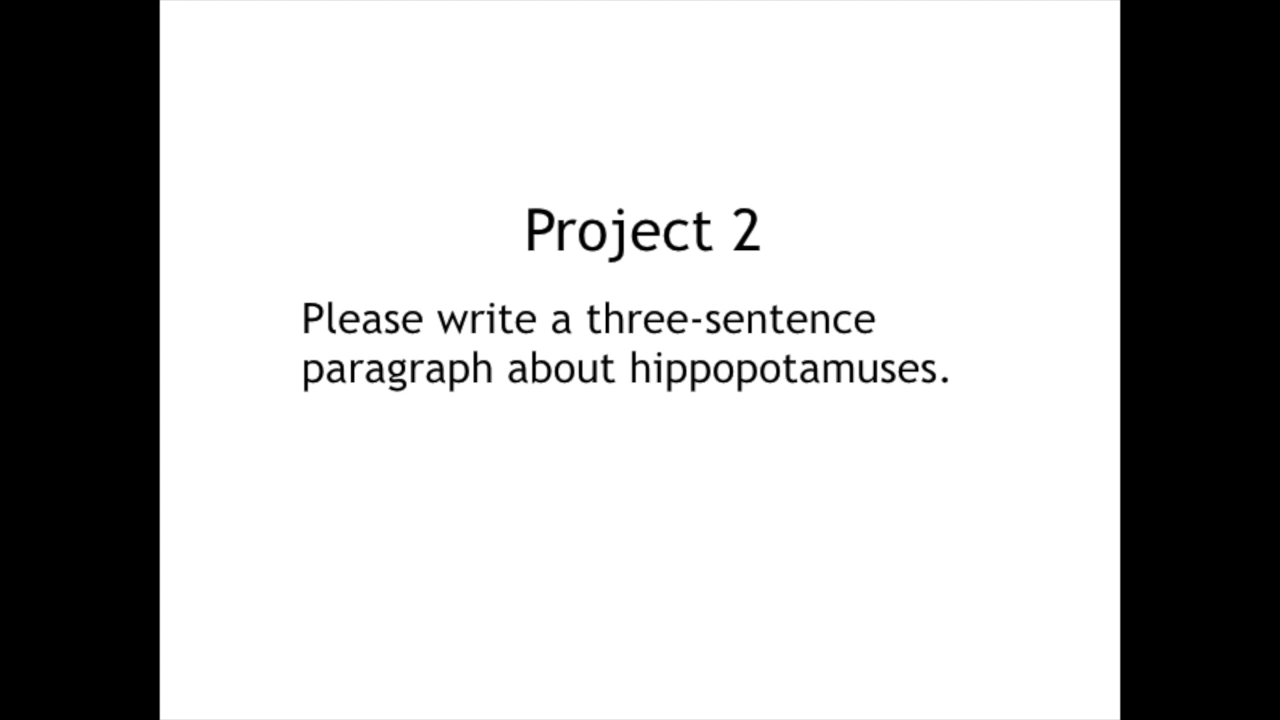 Project 2
Please write a three-sentence
paragraph about hippopotamuses.